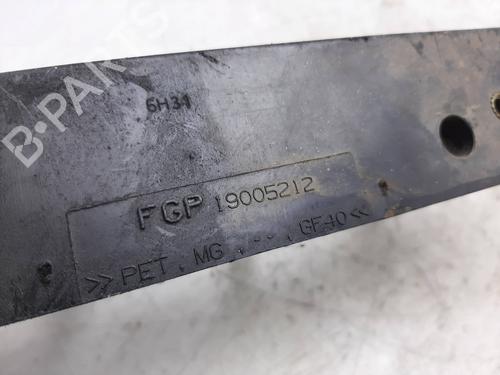 B-PARTS
6H31
FGP 19005212
>> PET . MG . -- . GF40 <<